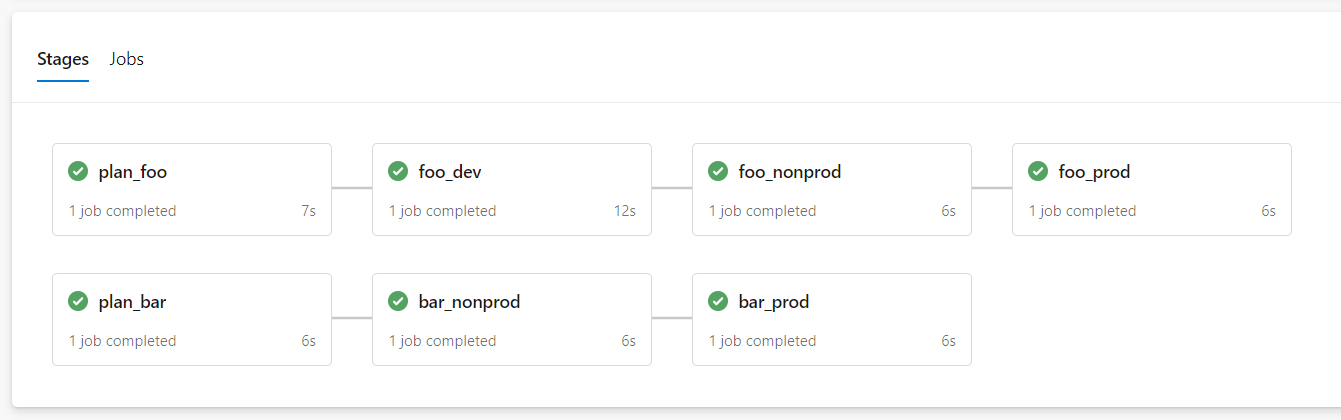 Stages Jobs
plan_foo
1 job completed 7s
foo_dev
1 job completed 12s
foo_nonprod
1 job completed 6s
foo_prod
1 job completed 6s
plan_bar
1 job completed 6s
bar_nonprod
1 job completed 6s
bar_prod
1 job completed 6s